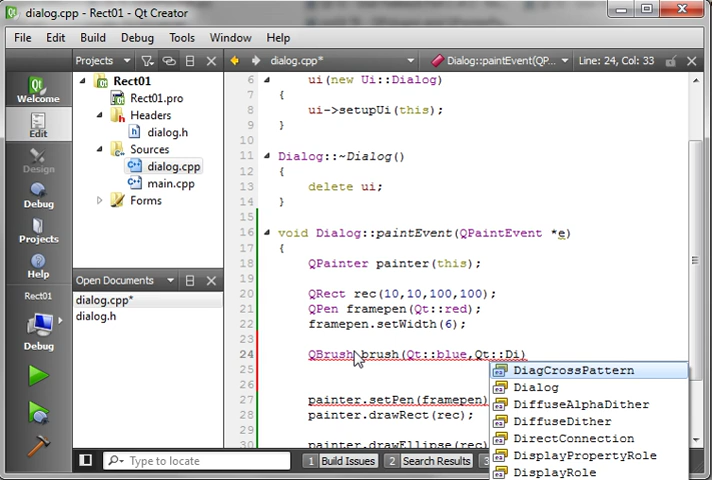 dialog.cpp - Rect01 - Qt Creator
File Edit Build Debug Tools Window Help
Projects dialog.cpp* Dialog::paintEvent(QP... Line: 24, Col: 33
Welcome
Edit
Design
Debug
Projects
Help
Rect01
Debug
Rect01
Rect01.pro
Headers
dialog.h
Sources
dialog.cpp
main.cpp
Forms
Open Documents
dialog.cpp*
dialog.h
6 ui(new Ui::Dialog)
7 {
8 ui->setupUi(this);
9 }
10
11 Dialog::~Dialog()
12 {
13 delete ui;
14 }
15
16 void Dialog::paintEvent(QPaintEvent *e)
17 {
18 QPainter painter(this);
19
20 QRect rec(10,10,100,100);
21 QPen framepen(Qt::red);
22 framepen.setWidth(6);
23
24 QBrush brush(Qt::blue,Qt::Di)
25
26
27 painter.setPen(framepen)
28 painter.drawRect(rec);
29
30 painter.drawEllipse(rec)
DiagCrossPattern
Dialog
DiffuseAlphaDither
DiffuseDither
DirectConnection
DisplayPropertyRole
DisplayRole
Type to locate
1 Build Issues 2 Search Results 3